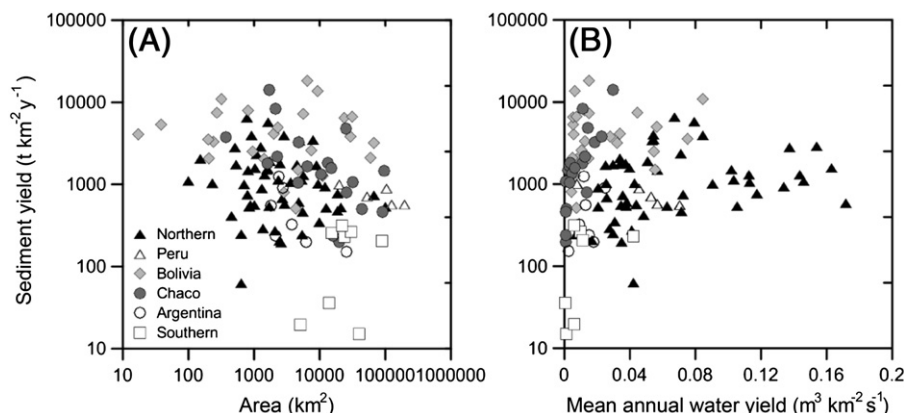 (A)
(B)
Sediment yield (t km⁻² y⁻¹)
100000
10000
1000
100
10
Northern
Peru
Bolivia
Chaco
Argentina
Southern
10 100 1000 10000 1000001000000
Area (km²)
100000
10000
1000
100
10
0 0.04 0.08 0.12 0.16 0.2
Mean annual water yield (m³ km⁻² s⁻¹)